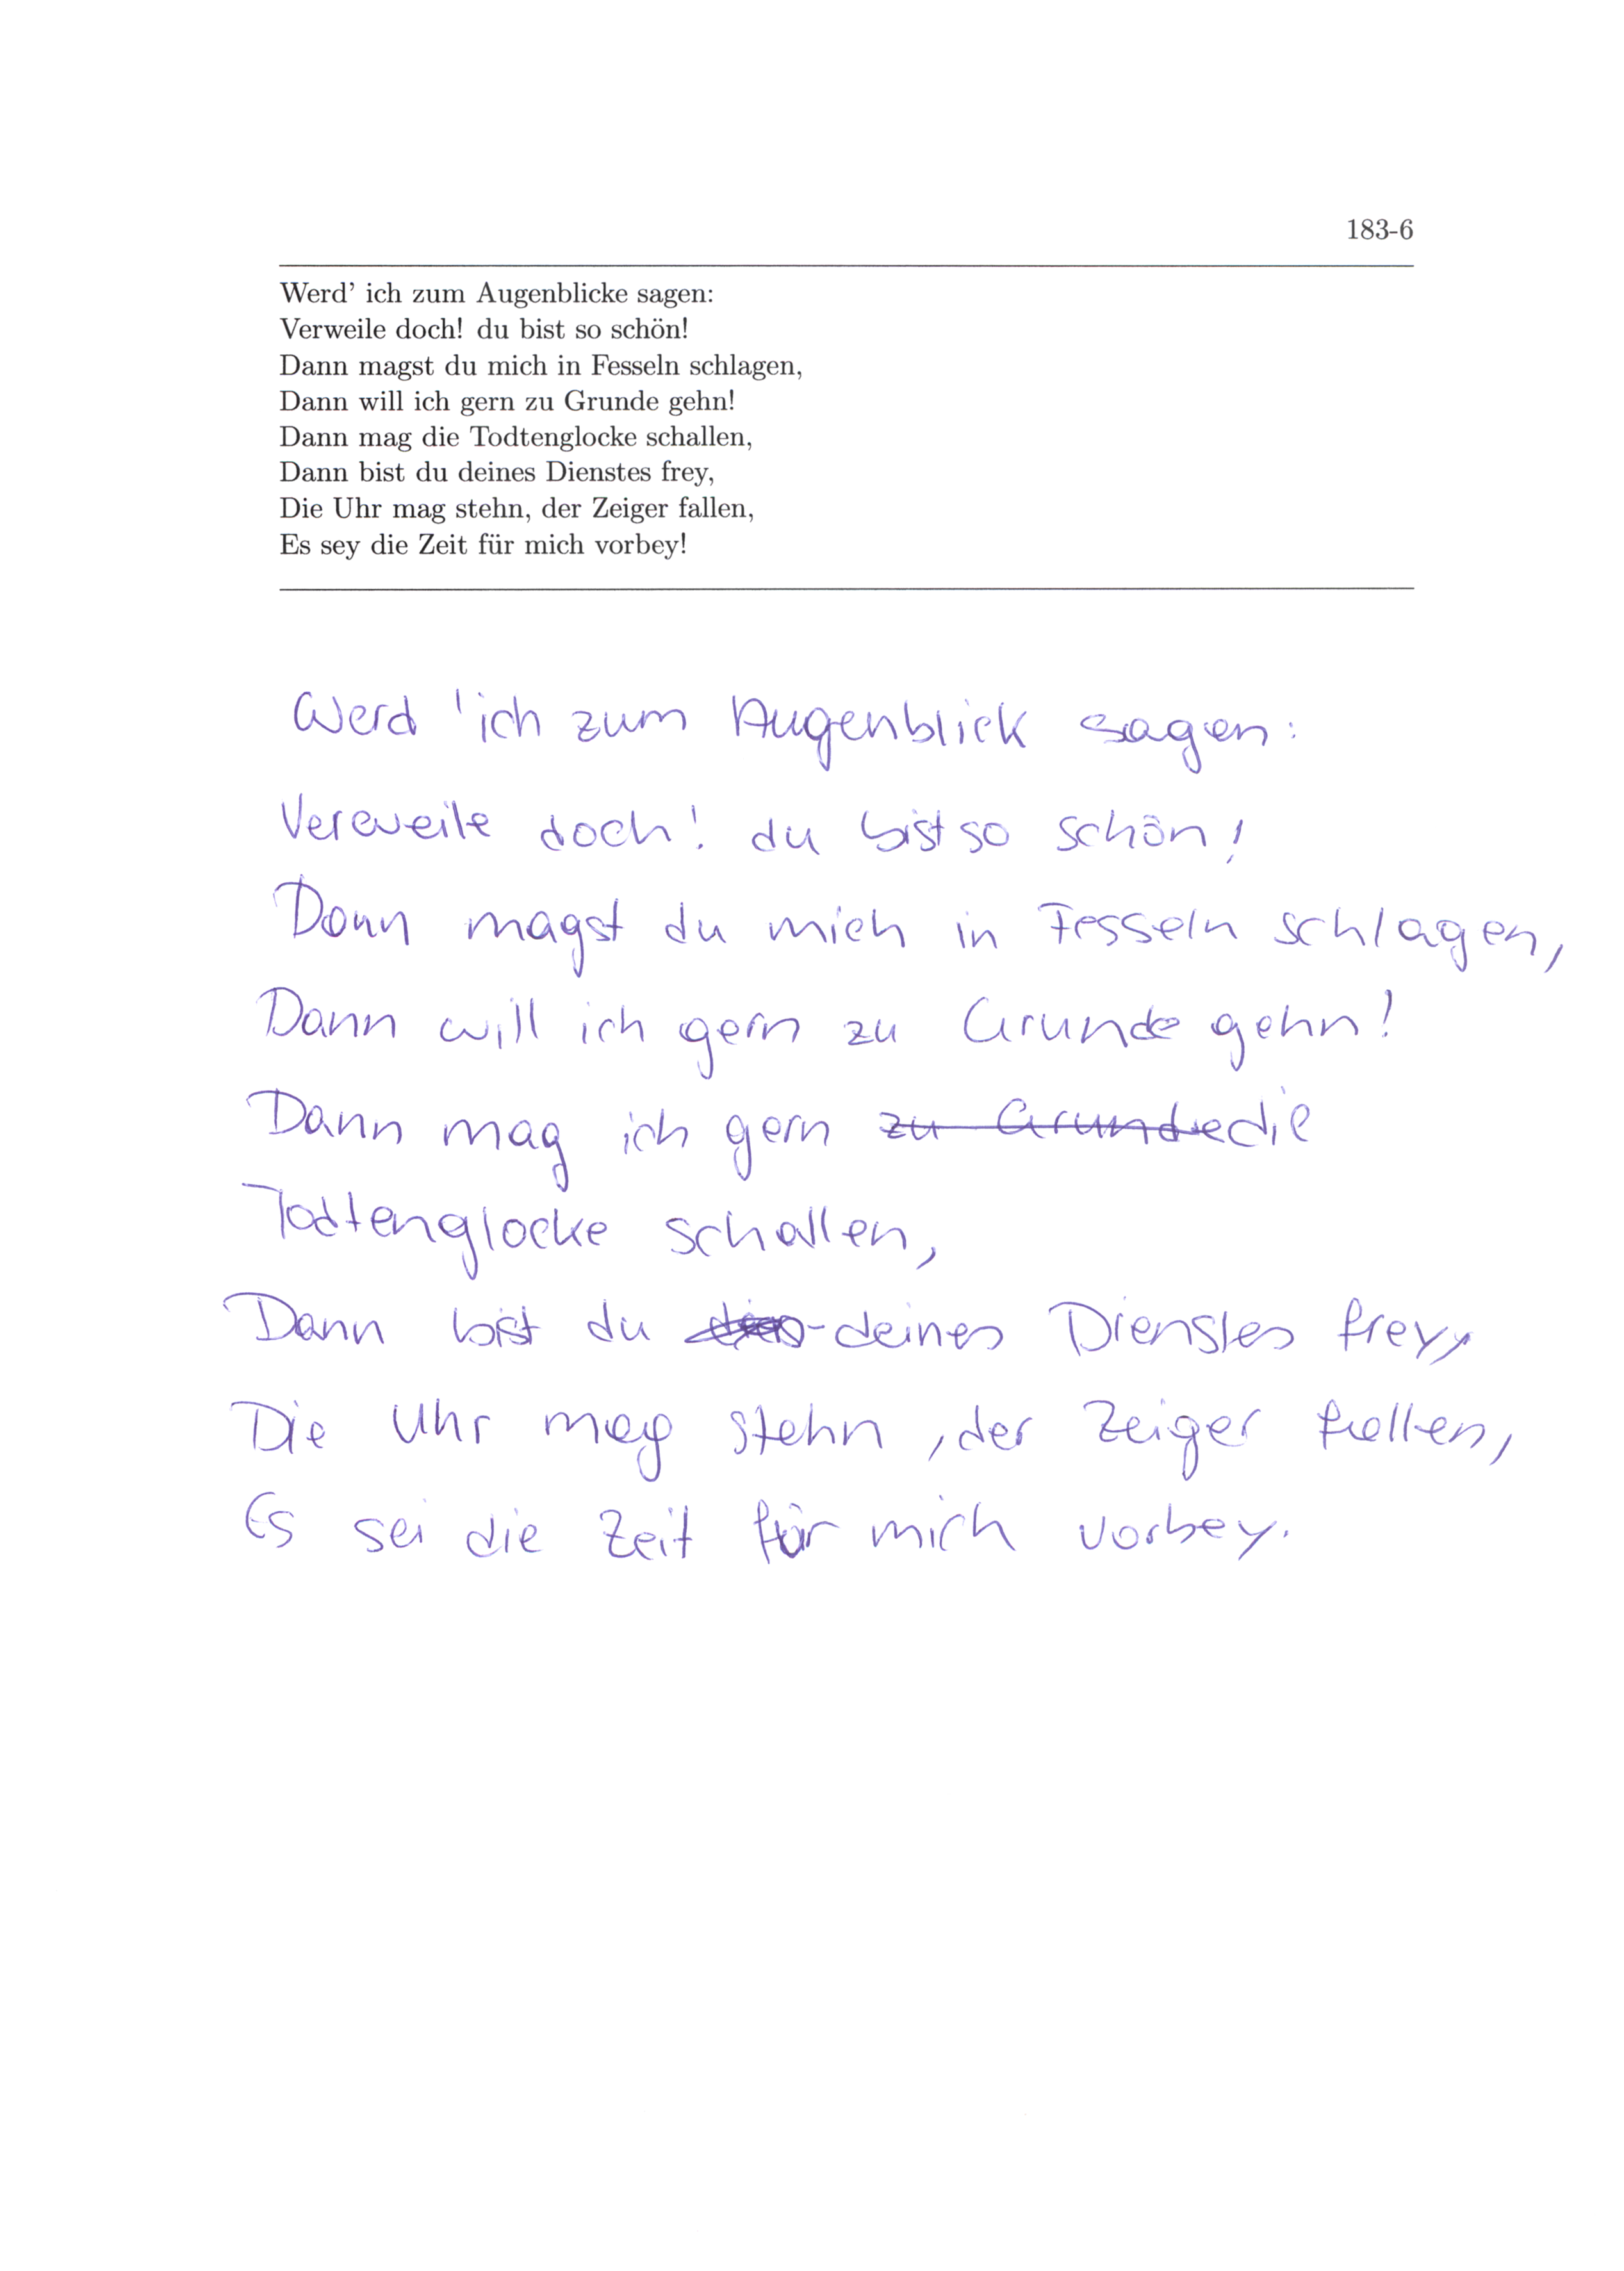 183-6
Werd' ich zum Augenblicke sagen:
Verweile doch! du bist so schön!
Dann magst du mich in Fesseln schlagen,
Dann will ich gern zu Grunde gehn!
Dann mag die Todtenglocke schallen,
Dann bist du deines Dienstes frey,
Die Uhr mag stehn, der Zeiger fallen,
Es sey die Zeit für mich vorbey!
Werd 'ich zum Augenblick sagen:
Verweile doch! du bist so schön!
Dann magst du mich in Fesseln schlagen,
Dann will ich gern zu Grunde gehn!
Dann mag ich gern zu Grunde die
Todtenglocke schallen,
Dann bist du deines Dienstes frey,
Die Uhr mag stehn, der Zeiger fallen,
Es sei die Zeit für mich vorbey.